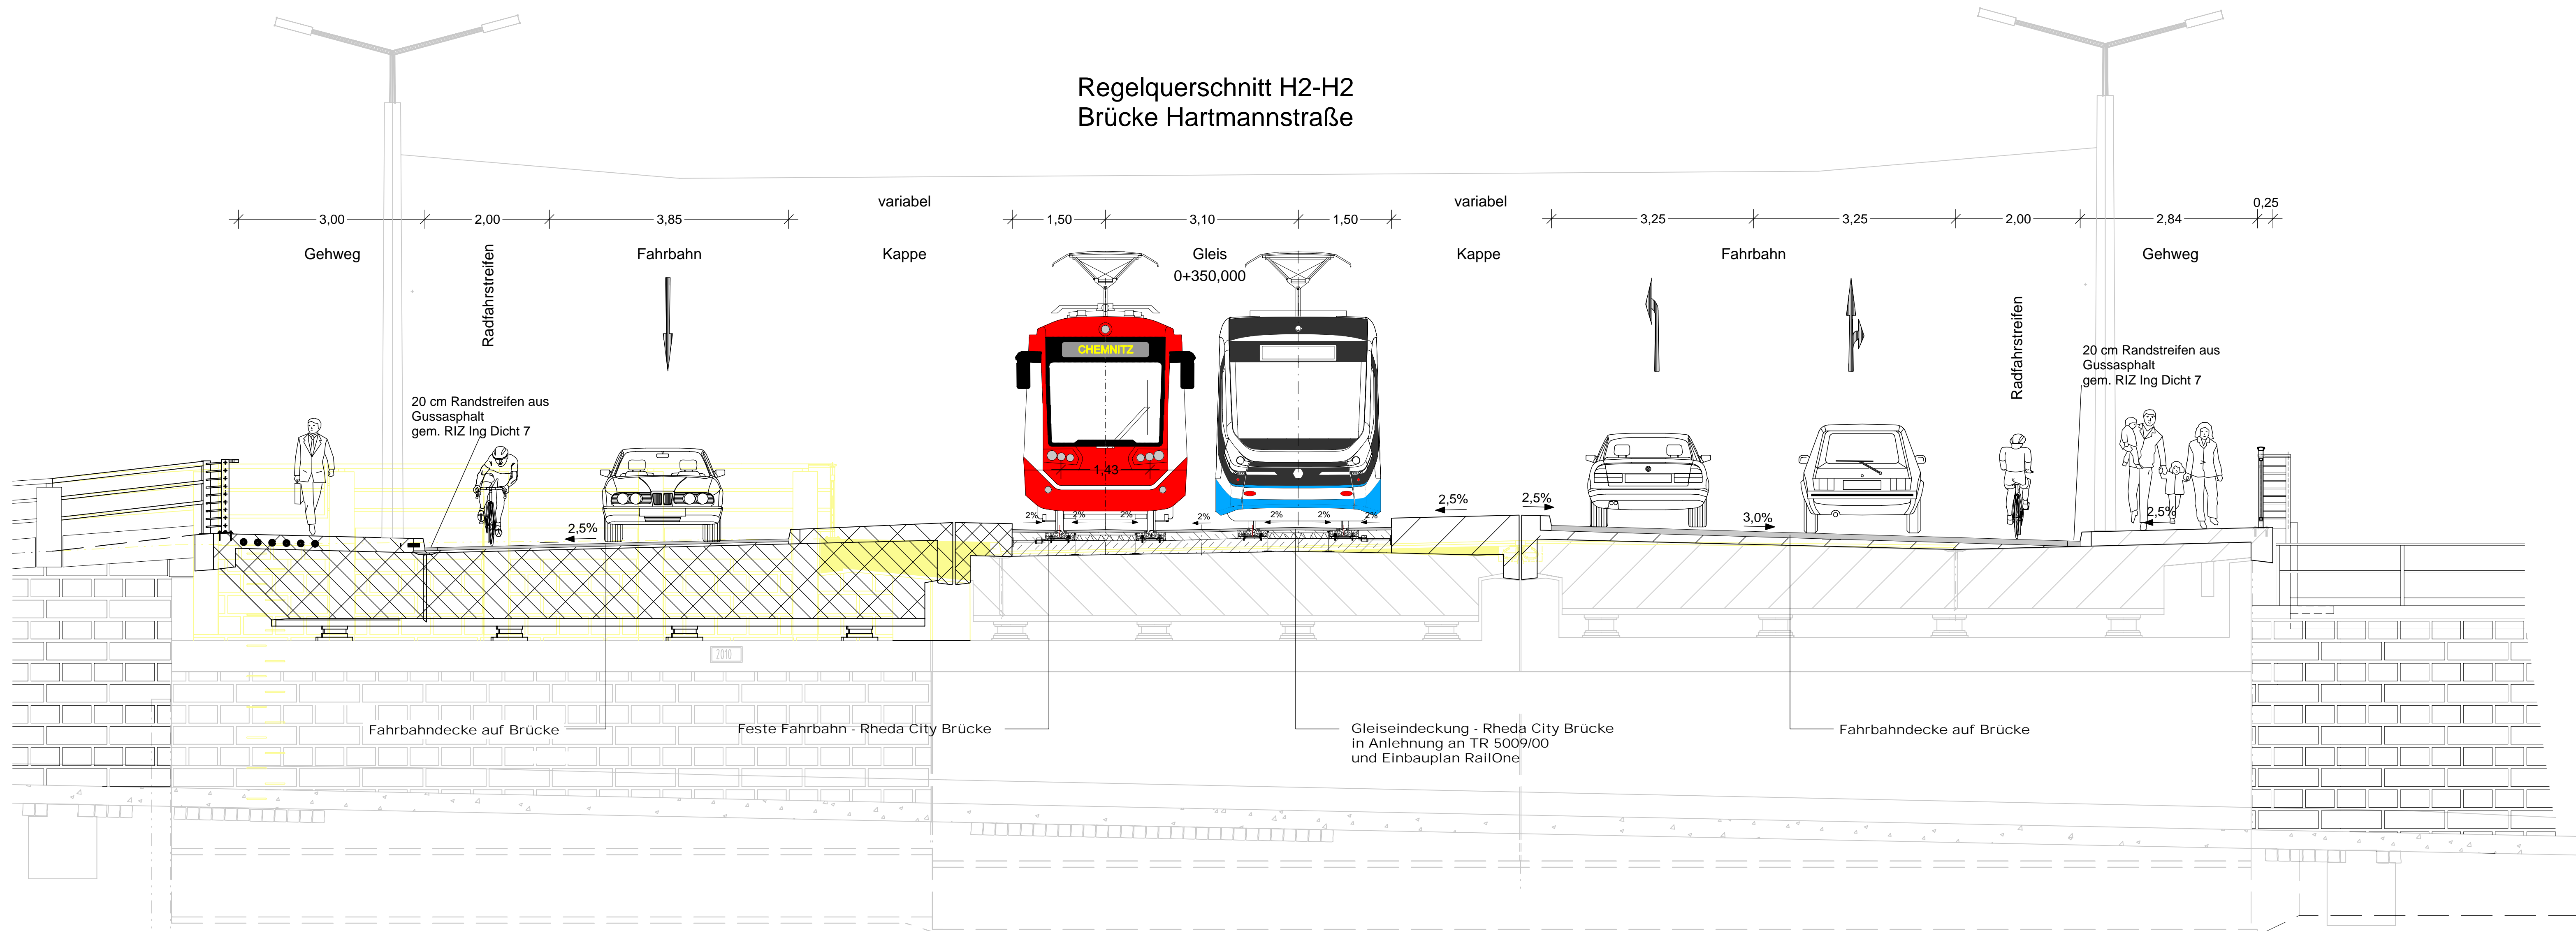 Regelquerschnitt H2-H2
Brücke Hartmannstraße
variabel
variabel
3,00
2,00
3,85
1,50
3,10
1,50
3,25
3,25
2,00
2,84
0,25
Gehweg
Radfahrstreifen
Fahrbahn
Kappe
Gleis
0+350,000
Kappe
Fahrbahn
Radfahrstreifen
Gehweg
CHEMNITZ
20 cm Randstreifen aus
Gussasphalt
gem. RIZ Ing Dicht 7
20 cm Randstreifen aus
Gussasphalt
gem. RIZ Ing Dicht 7
1,43
2,5%
2%
2%
2%
2%
2%
2%
2%
2,5%
2,5%
3,0%
2,5%
2010
Fahrbahndecke auf Brücke
Feste Fahrbahn - Rheda City Brücke
Gleiseindeckung - Rheda City Brücke
in Anlehnung an TR 5009/00
und Einbauplan RailOne
Fahrbahndecke auf Brücke